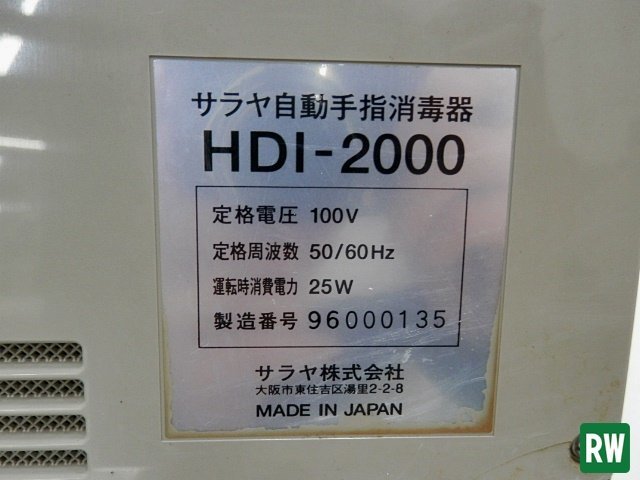 サラヤ自動手指消毒器
HDI-2000
定格電圧 100V
定格周波数 50/60Hz
運転時消費電力 25W
製造番号 96000135
サラヤ株式会社
大阪市東住吉区湯里2-2-8
MADE IN JAPAN
RW